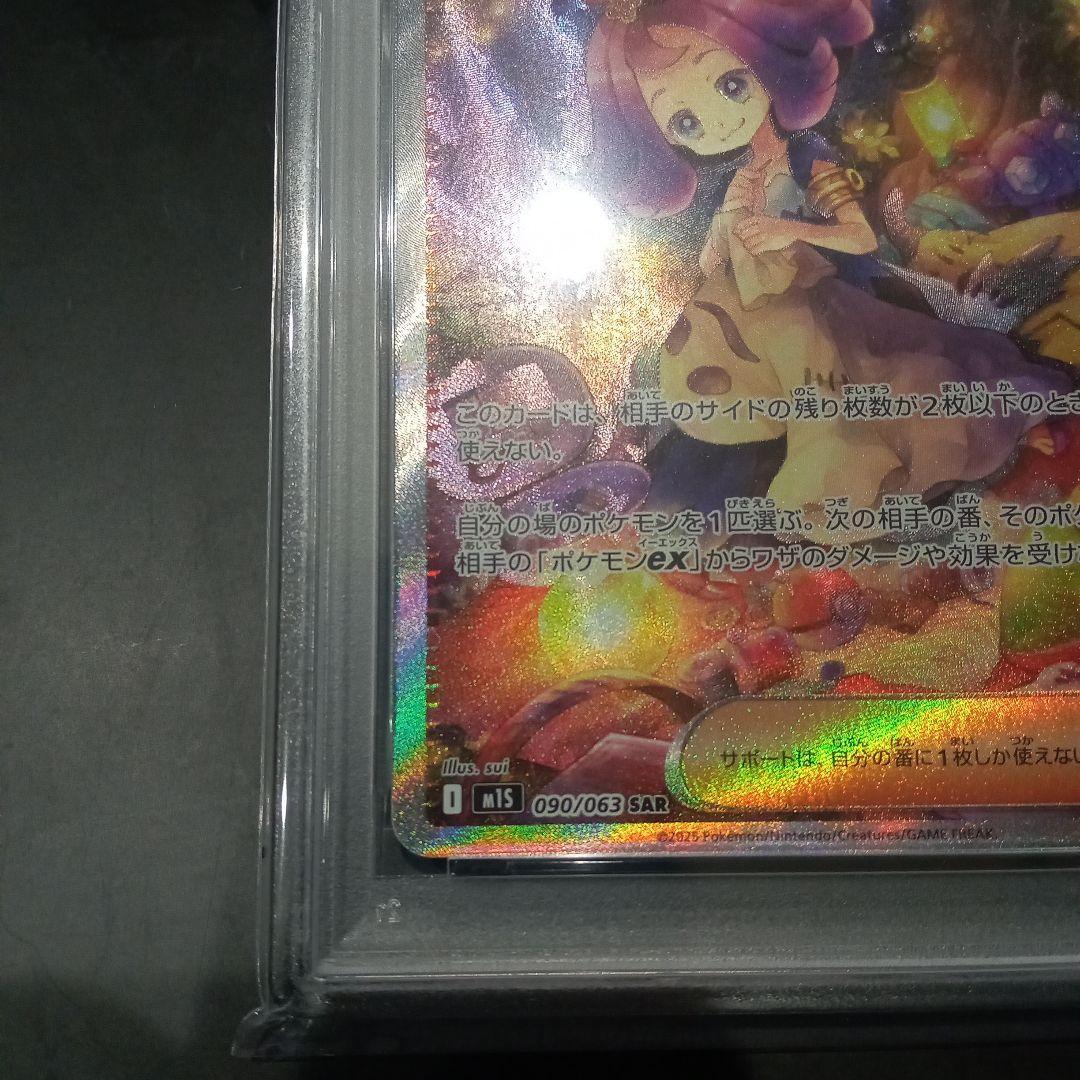 このカードは、相手のサイドの残り枚数が2枚以下のとき
使えない。
自分の場のポケモンを1匹選ぶ。次の相手の番、そのポケ
相手の「ポケモンex」からワザのダメージや効果を受け
サポートは、自分の番に1枚しか使えない
Illus. sui
I M1S 090/063 SAR
©2025 Pokémon/Nintendo/Creatures/GAME FREAK.